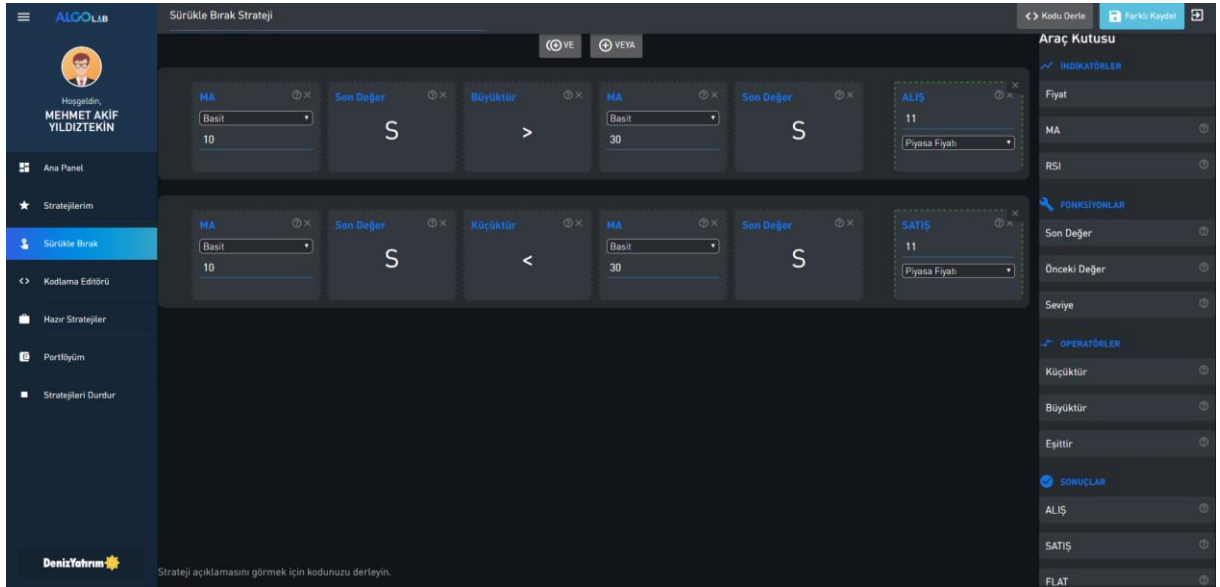 ALGOLAB
Sürükle Bırak Strateji
Kodu Derle
Farklı Kaydet
Hoşgeldin,
MEHMET AKİF
YILDIZTEKİN
Ana Panel
Stratejilerim
Sürükle Bırak
Kodlama Editörü
Hazır Stratejiler
Portföyüm
Stratejileri Durdur
DenizYatırım
VE
VEYA
MA
Basit
10
Son Değer
S
Büyüktür
>
MA
Basit
30
Son Değer
S
ALIŞ
11
Piyasa Fiyatı
MA
Basit
10
Son Değer
S
Küçüktür
<
MA
Basit
30
Son Değer
S
SATIŞ
11
Piyasa Fiyatı
Strateji açıklamasını görmek için kodunuzu derleyin.
Araç Kutusu
İNDİKATÖRLER
Fiyat
MA
RSI
FONKSİYONLAR
Son Değer
Önceki Değer
Seviye
OPERATÖRLER
Küçüktür
Büyüktür
Eşittir
SONUÇLAR
ALIŞ
SATIŞ
FLAT